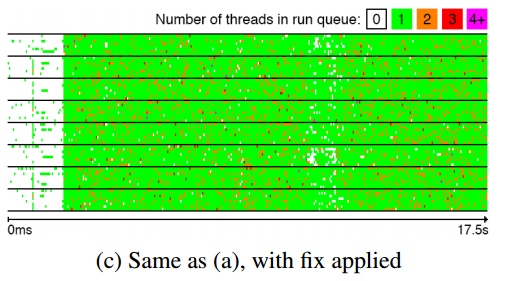 Number of threads in run queue: 0 1 2 3 4+
0ms 17.5s
(c) Same as (a), with fix applied